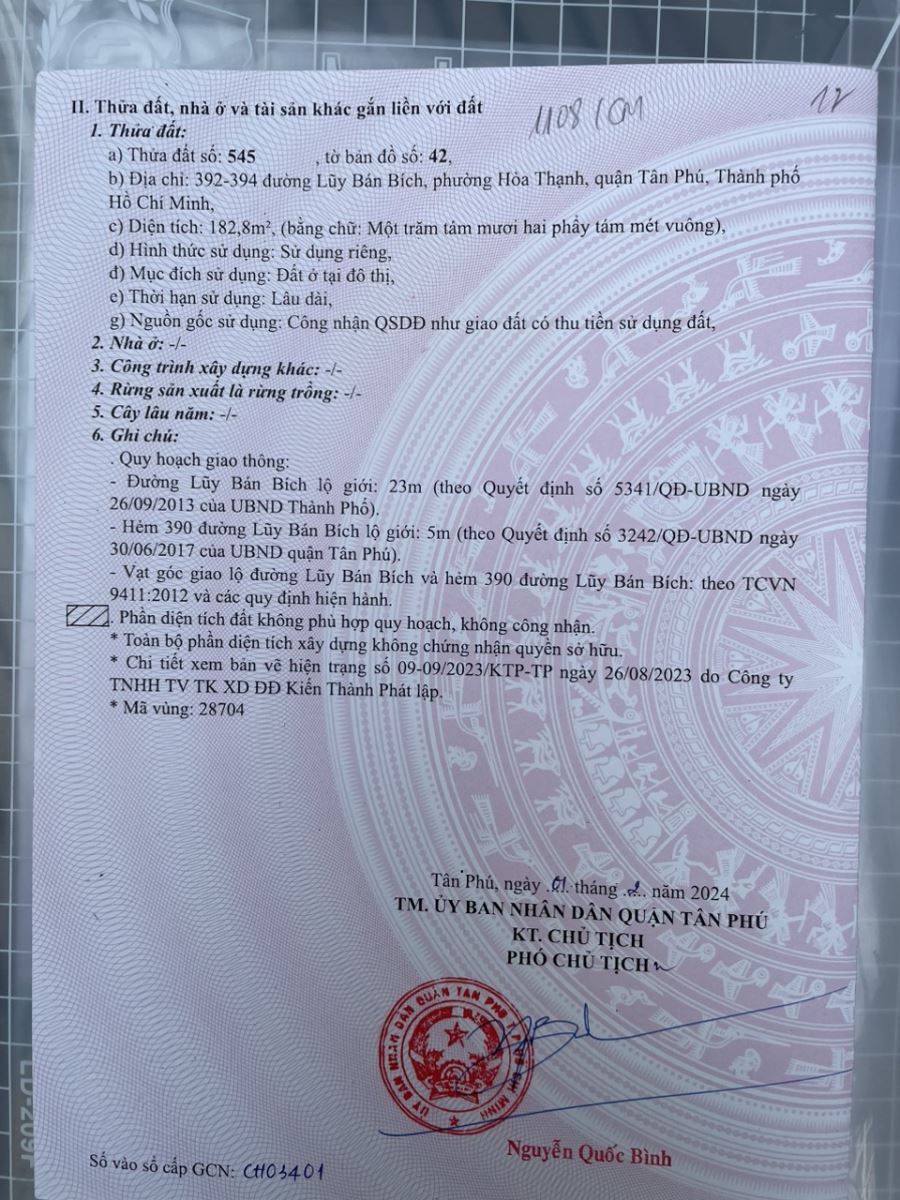 1108/CM
12
II. Thửa đất, nhà ở và tài sản khác gắn liền với đất
1. Thửa đất:
a) Thửa đất số: 545 , tờ bản đồ số: 42,
b) Địa chỉ: 392-394 đường Lũy Bán Bích, phường Hòa Thạnh, quận Tân Phú, Thành phố
Hồ Chí Minh,
c) Diện tích: 182,8m², (bằng chữ: Một trăm tám mươi hai phẩy tám mét vuông),
d) Hình thức sử dụng: Sử dụng riêng,
đ) Mục đích sử dụng: Đất ở tại đô thị,
e) Thời hạn sử dụng: Lâu dài,
g) Nguồn gốc sử dụng: Công nhận QSDĐ như giao đất có thu tiền sử dụng đất,
2. Nhà ở: -/-
3. Công trình xây dựng khác: -/-
4. Rừng sản xuất là rừng trồng: -/-
5. Cây lâu năm: -/-
6. Ghi chú:
. Quy hoạch giao thông:
- Đường Lũy Bán Bích lộ giới: 23m (theo Quyết định số 5341/QĐ-UBND ngày
26/09/2013 của UBND Thành Phố).
- Hẻm 390 đường Lũy Bán Bích lộ giới: 5m (theo Quyết định số 3242/QĐ-UBND ngày
30/06/2017 của UBND quận Tân Phú).
- Vạt góc giao lộ đường Lũy Bán Bích và hẻm 390 đường Lũy Bán Bích: theo TCVN
9411:2012 và các quy định hiện hành.
. Phần diện tích đất không phù hợp quy hoạch, không công nhận.
* Toàn bộ phần diện tích xây dựng không chứng nhận quyền sở hữu.
* Chi tiết xem bản vẽ hiện trạng số 09-09/2023/KTP-TP ngày 26/08/2023 do Công ty
TNHH TV TK XD ĐĐ Kiến Thành Phát lập.
* Mã vùng: 28704
Tân Phú, ngày .01. tháng .2.. năm 2024
TM. ỦY BAN NHÂN DÂN QUẬN TÂN PHÚ
KT. CHỦ TỊCH
PHÓ CHỦ TỊCH
ỦY BAN NHÂN DÂN QUẬN TÂN PHÚ T.P HỒ CHÍ MINH
Nguyễn Quốc Bình
Số vào sổ cấp GCN: CH03401
LD-209F